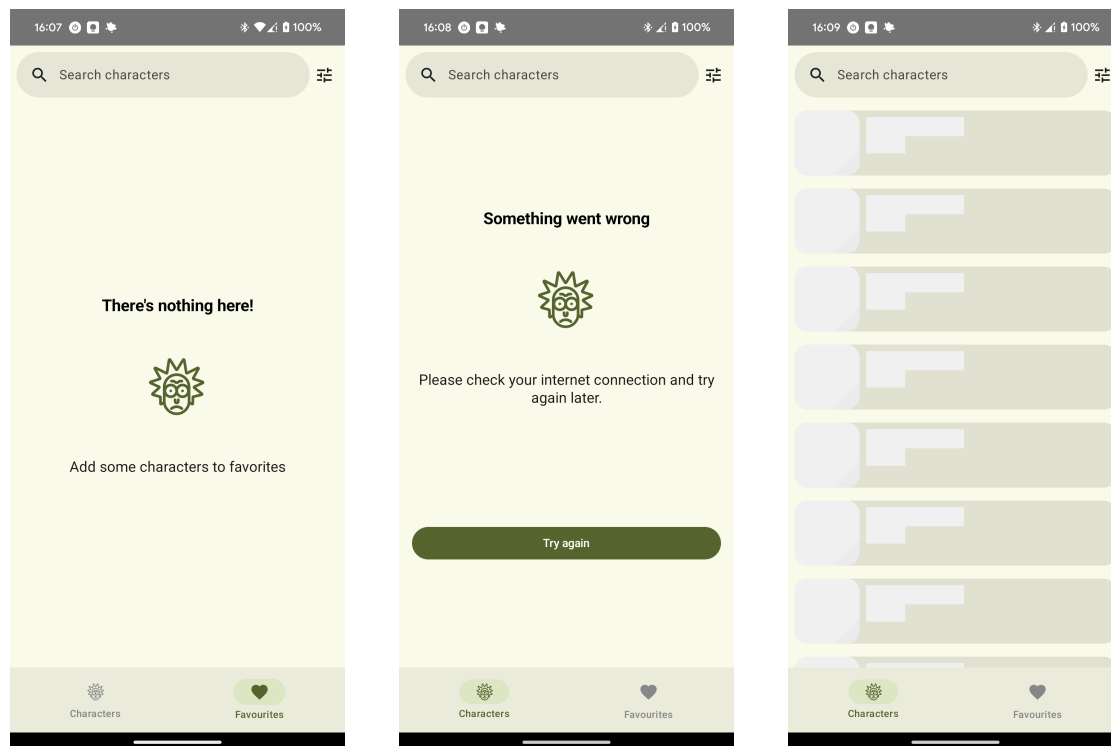 16:07
100%
Search characters
There's nothing here!
Add some characters to favorites
Characters
Favourites
16:08
100%
Search characters
Something went wrong
Please check your internet connection and try
again later.
Try again
Characters
Favourites
16:09
100%
Search characters
Characters
Favourites